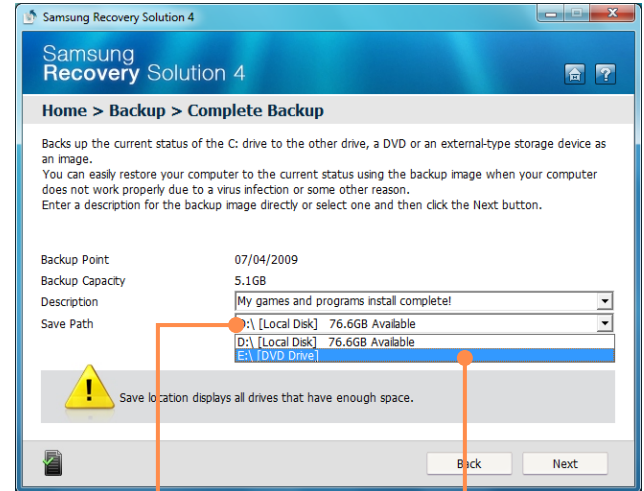 Samsung Recovery Solution 4
Samsung
Recovery Solution 4
Home > Backup > Complete Backup
Backs up the current status of the C: drive to the other drive, a DVD or an external-type storage device as
an image.
You can easily restore your computer to the current status using the backup image when your computer
does not work properly due to a virus infection or some other reason.
Enter a description for the backup image directly or select one and then click the Next button.
Backup Point 07/04/2009
Backup Capacity 5.1GB
Description My games and programs install complete!
Save Path D:\ [Local Disk] 76.6GB Available
D:\ [Local Disk] 76.6GB Available
E:\ [DVD Drive]
Save location displays all drives that have enough space.
Back Next